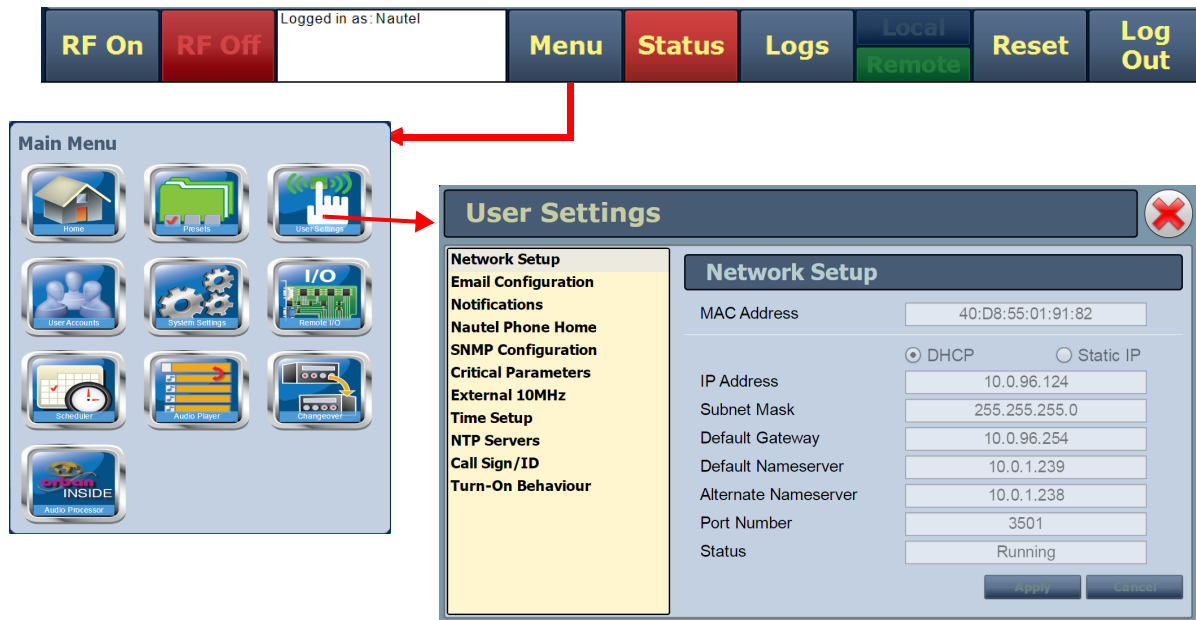 RF On
RF Off
Logged in as: Nautel
Menu
Status
Logs
Local
Remote
Reset
Log
Out
Main Menu
Home
Presets
User Settings
User Accounts
System Settings
I/O
Remote I/O
Scheduler
Audio Player
Changeover
orban
INSIDE
Audio Processor
User Settings
Network Setup
Email Configuration
Notifications
Nautel Phone Home
SNMP Configuration
Critical Parameters
External 10MHz
Time Setup
NTP Servers
Call Sign/ID
Turn-On Behaviour
Network Setup
MAC Address 40:D8:55:01:91:82
DHCP Static IP
IP Address 10.0.96.124
Subnet Mask 255.255.255.0
Default Gateway 10.0.96.254
Default Nameserver 10.0.1.239
Alternate Nameserver 10.0.1.238
Port Number 3501
Status Running
Apply Cancel